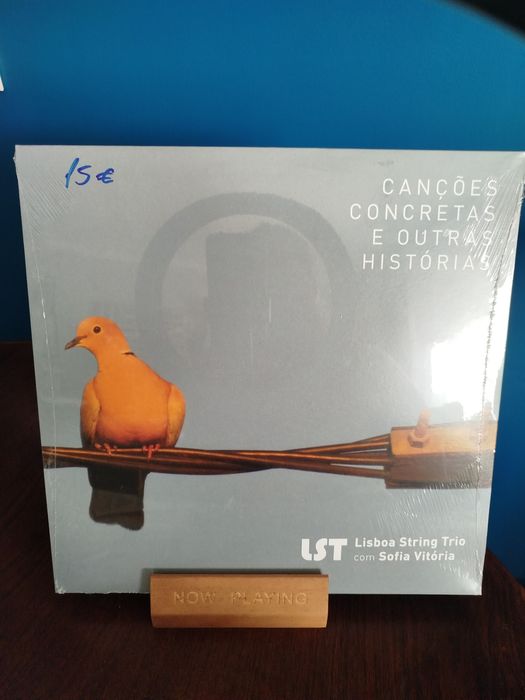 15€
CANÇÕES
CONCRETAS
E OUTRAS
HISTÓRIAS
LST Lisboa String Trio
com Sofia Vitória
NOW PLAYING